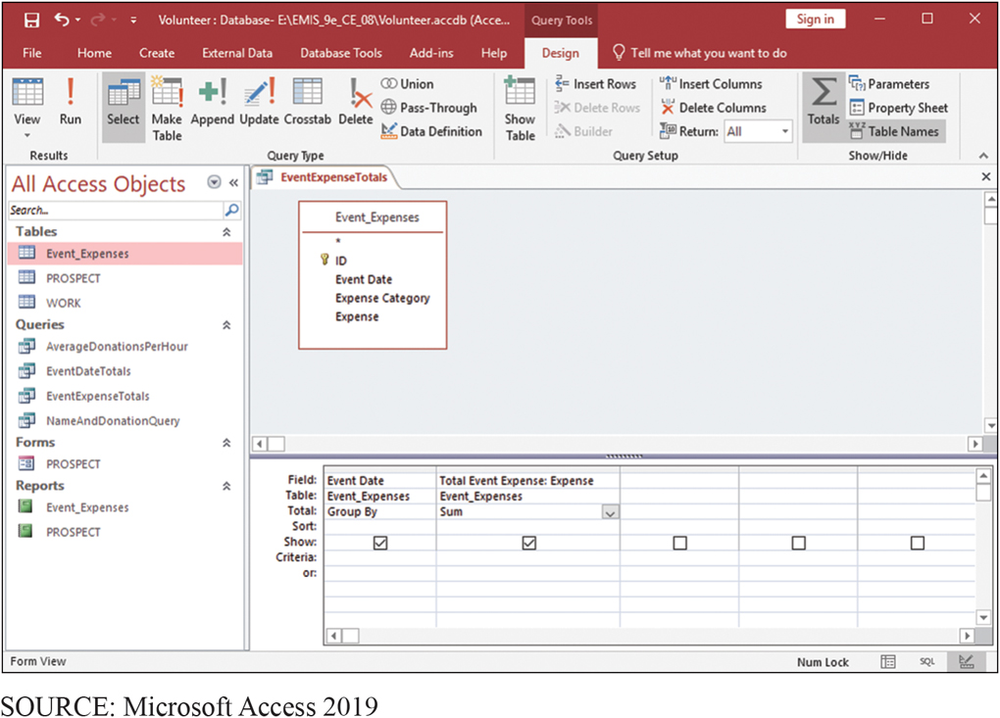 Volunteer : Database- E:\EMIS_9e_CE_08\Volunteer.accdb (Acce...
Query Tools
Sign in
File
Home
Create
External Data
Database Tools
Add-ins
Help
Design
Tell me what you want to do
View
Run
Results
Select
Make Table
Append
Update
Crosstab
Delete
Union
Pass-Through
Data Definition
Query Type
Show Table
Insert Rows
Delete Rows
Builder
Insert Columns
Delete Columns
Return: All
Query Setup
Totals
Parameters
Property Sheet
XYZ
Table Names
Show/Hide
All Access Objects
Search...
Tables
Event_Expenses
PROSPECT
WORK
Queries
AverageDonationsPerHour
EventDateTotals
EventExpenseTotals
NameAndDonationQuery
Forms
PROSPECT
Reports
Event_Expenses
PROSPECT
EventExpenseTotals
Event_Expenses
*
ID
Event Date
Expense Category
Expense
Field: Event Date Total Event Expense: Expense
Table: Event_Expenses Event_Expenses
Total: Group By Sum
Sort:
Show:
Criteria:
or:
Form View
Num Lock
SQL
SOURCE: Microsoft Access 2019